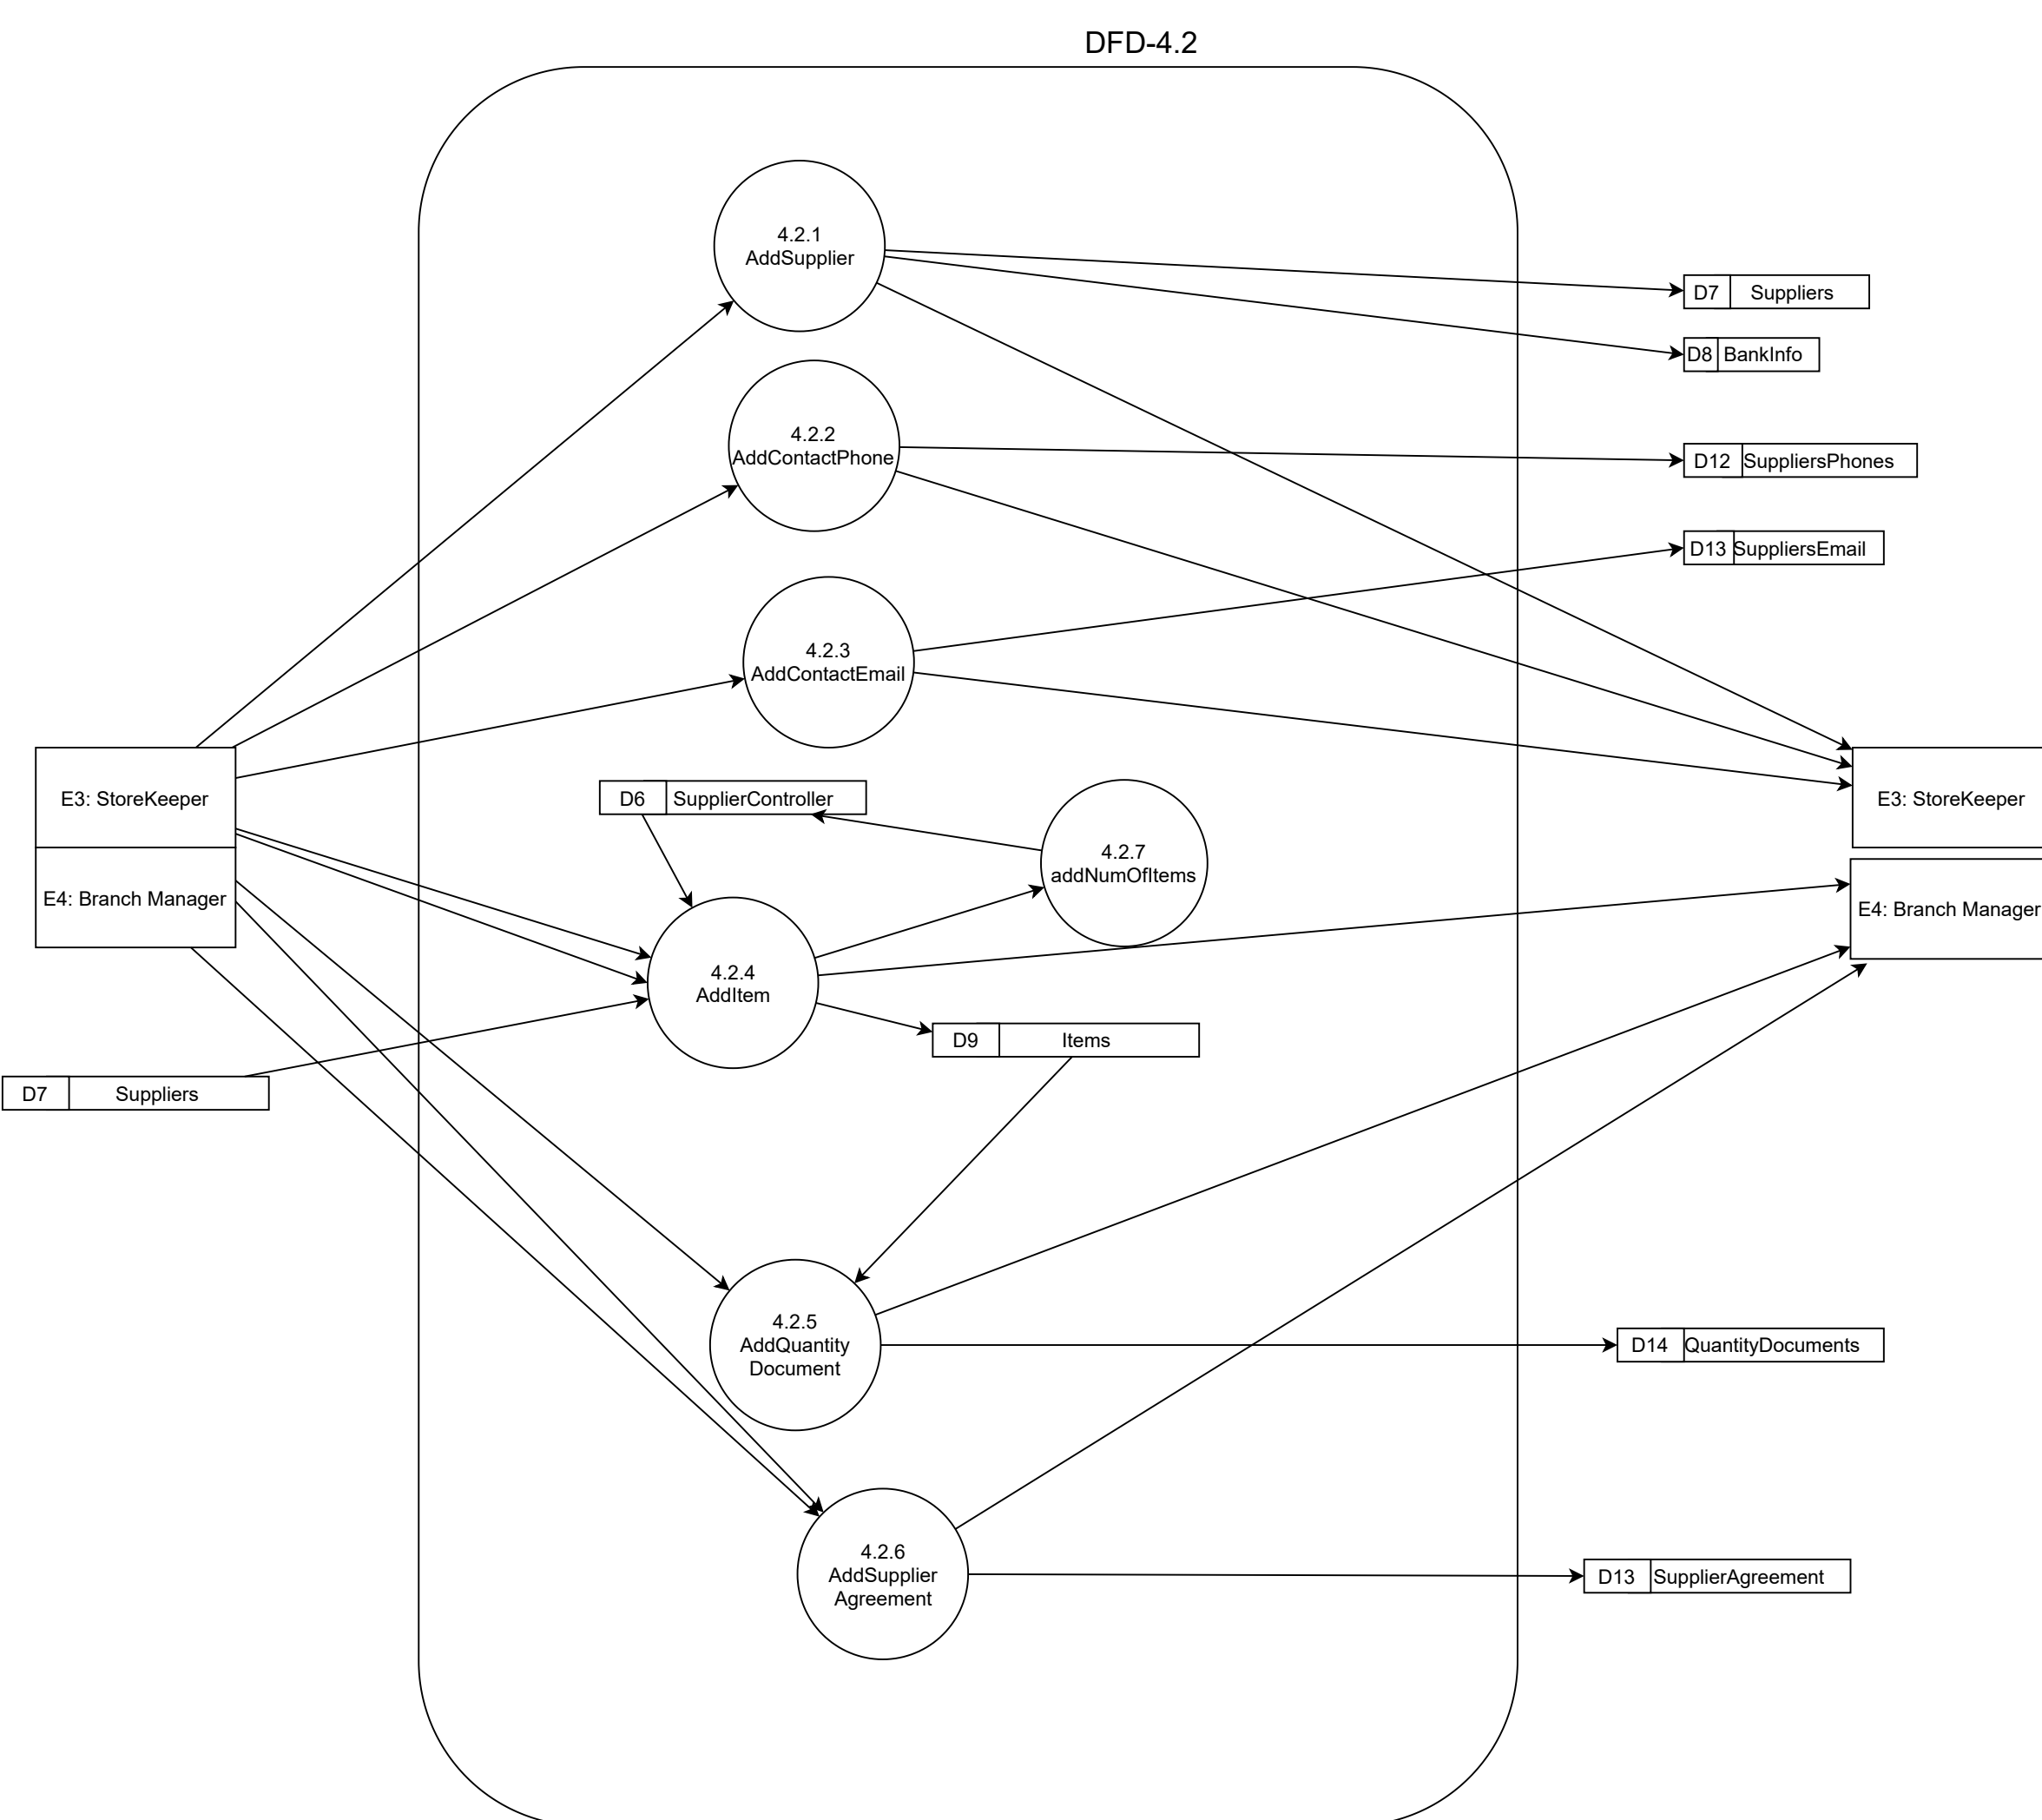 DFD-4.2
4.2.1
AddSupplier
D7 Suppliers
D8 BankInfo
4.2.2
AddContactPhone
D12 SuppliersPhones
D13 SuppliersEmail
4.2.3
AddContactEmail
E3: StoreKeeper
D6 SupplierController
E3: StoreKeeper
4.2.7
addNumOfItems
E4: Branch Manager
E4: Branch Manager
4.2.4
AddItem
D9 Items
D7 Suppliers
4.2.5
AddQuantity
Document
D14 QuantityDocuments
4.2.6
AddSupplier
Agreement
D13 SupplierAgreement